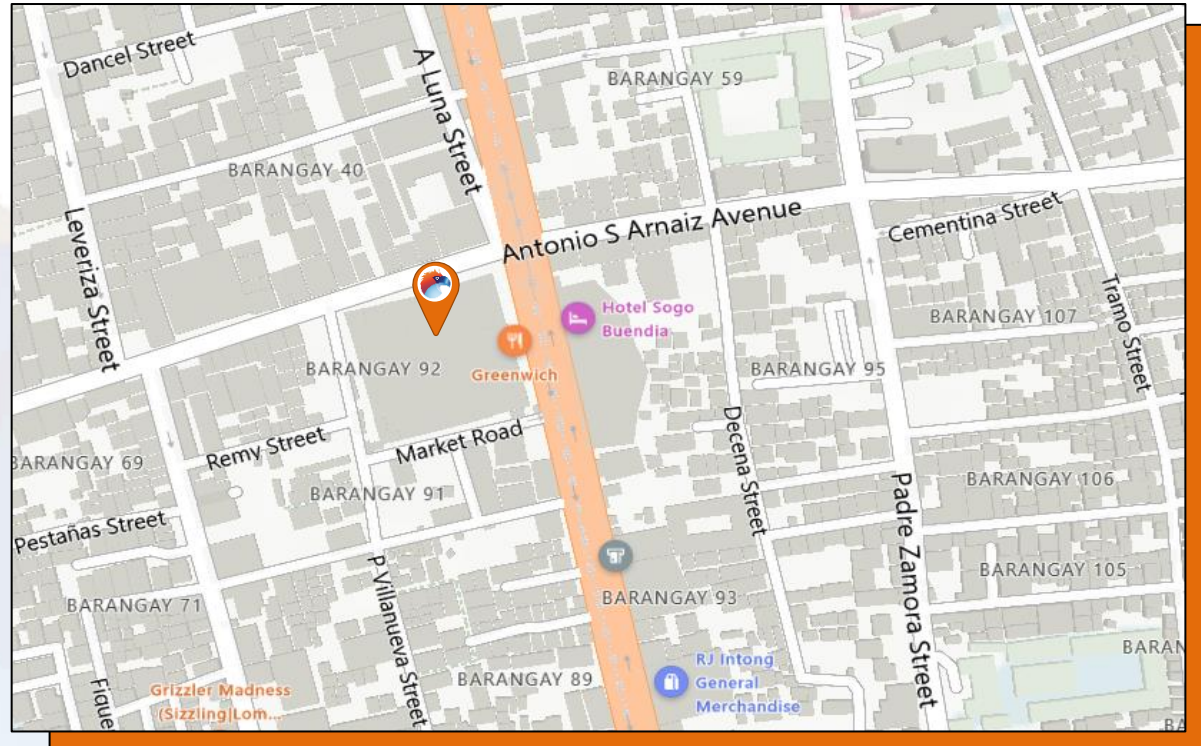 Dancel Street
A Luna Street
BARANGAY 59
BARANGAY 40
Leveriza Street
Antonio S Arnaiz Avenue
Cementina Street
Tramo Street
Hotel Sogo
Buendia
BARANGAY 107
BARANGAY 92
Greenwich
BARANGAY 95
Remy Street
Market Road
Decena Street
BARANGAY 69
BARANGAY 91
Padre Zamora Street
BARANGAY 106
Pestañas Street
P Villanueva Street
BARANGAY 105
BARANGAY 71
BARANGAY 93
BARAN
RJ Intong
General
Merchandise
BARANGAY 89
Grizzler Madness
(Sizzling|Lom...
Figue
BA